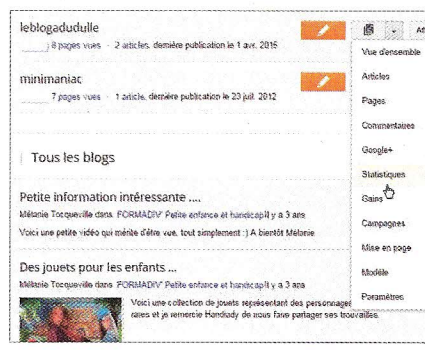 leblogadudulle
8 pages vues - 2 articles, dernière publication le 1 avr. 2015
minimaniac
7 pages vues - 1 article, dernière publication le 23 juil. 2012
Tous les blogs
Petite information intéressante ....
Mélanie Tocqueville dans FORMADIV' Petite enfance et handicap Il y a 3 ans
Voici une petite vidéo qui mérite d'être vue, tout simplement :) A bientôt Mélanie
Des jouets pour les enfants ...
Mélanie Tocqueville dans FORMADIV' Petite enfance et handicap Il y a 3 ans
Voici une collection de jouets représentant des personnages
rares et je remercie Handiady de nous faire partager ses trouvailles.
Vue d'ensemble
Articles
Pages
Commentaires
Google+
Statistiques
Gains
Campagnes
Mise en page
Modèle
Paramètres